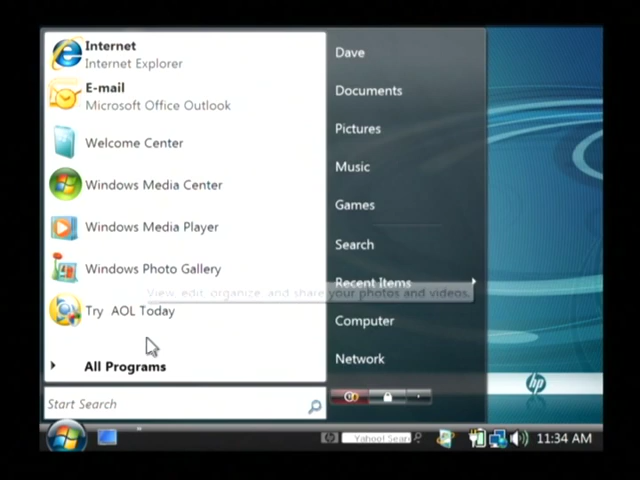 Internet
Internet Explorer
E-mail
Microsoft Office Outlook
Welcome Center
Windows Media Center
Windows Media Player
Windows Photo Gallery
View, edit, organize, and share your photos and videos.
Try AOL Today
All Programs
Start Search
Dave
Documents
Pictures
Music
Games
Search
Recent Items
Computer
Network
hp
hp
Yahoo! Sear
11:34 AM